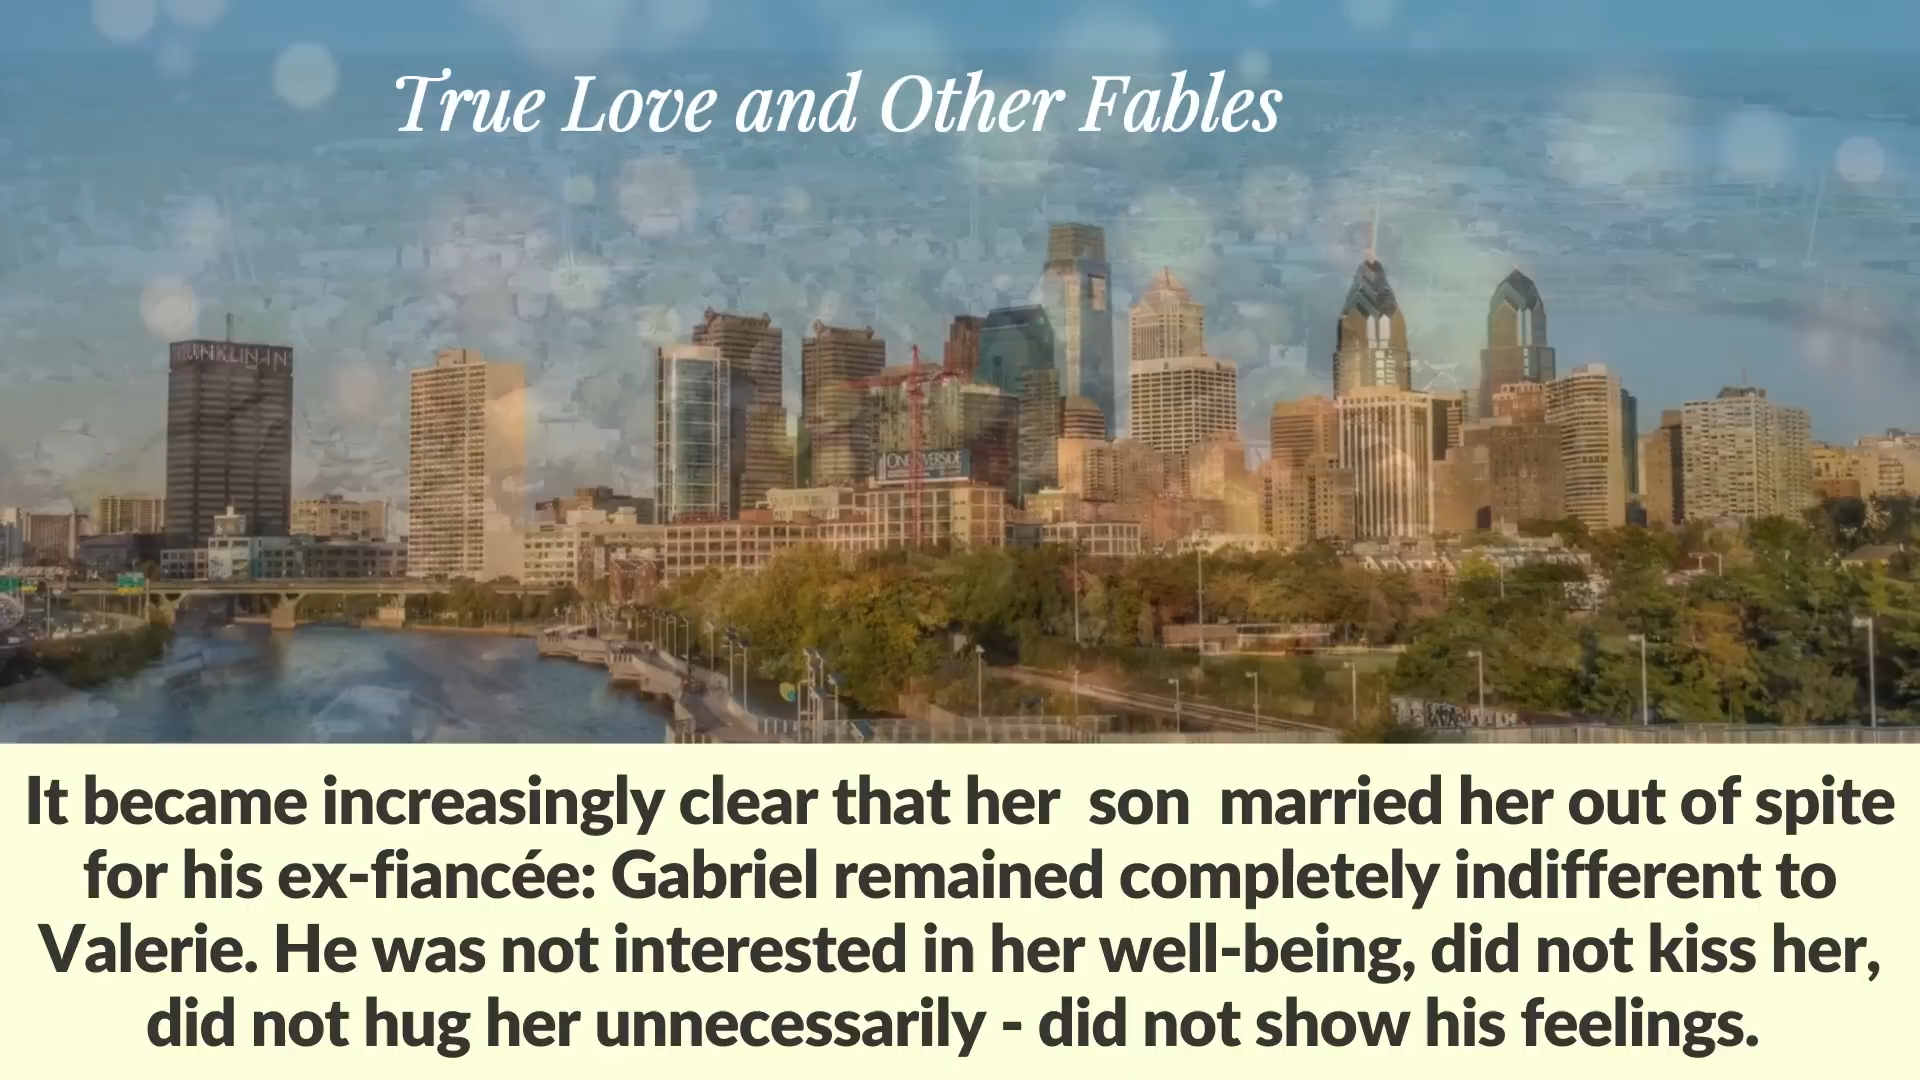 True Love and Other Fables
ONE RIVERSIDE
It became increasingly clear that her son married her out of spite
for his ex-fiancée: Gabriel remained completely indifferent to
Valerie. He was not interested in her well-being, did not kiss her,
did not hug her unnecessarily - did not show his feelings.